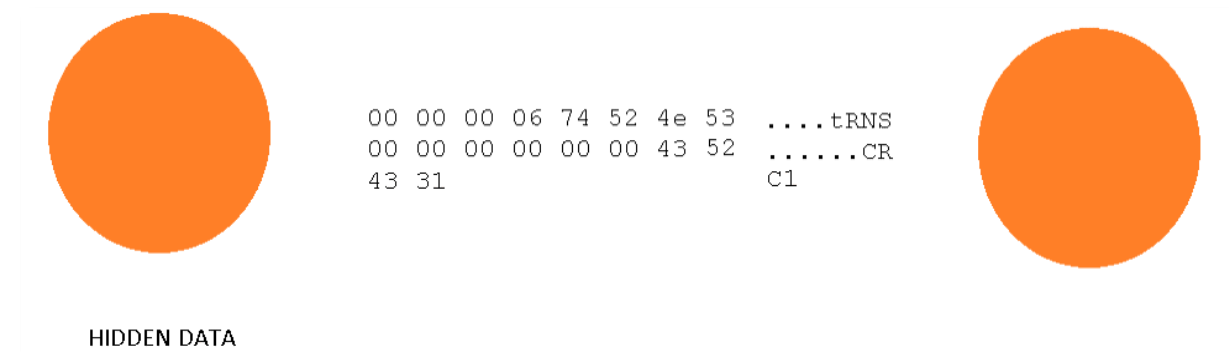 00 00 00 06 74 52 4e 53 ....tRNS
00 00 00 00 00 00 43 52 ......CR
43 31 C1
HIDDEN DATA